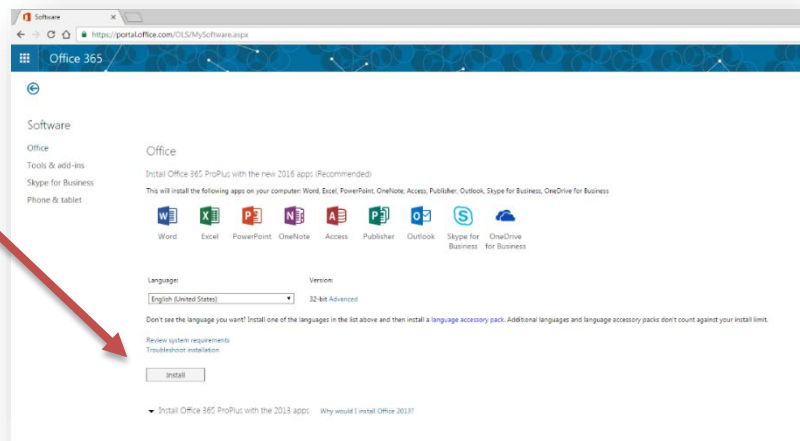 Software
https://portal.office.com/OLS/MySoftware.aspx
Office 365
Software
Office
Tools & add-ins
Skype for Business
Phone & tablet
Office
Install Office 365 ProPlus with the new 2016 apps (Recommended)
This will install the following apps on your computer: Word, Excel, PowerPoint, OneNote, Access, Publisher, Outlook, Skype for Business, OneDrive for Business
Word Excel PowerPoint OneNote Access Publisher Outlook Skype for Business OneDrive for Business
Language: Version:
English (United States) 32-bit Advanced
Don't see the language you want? Install one of the languages in the list above and then install a language accessory pack. Additional languages and language accessory packs don't count against your install limit.
Review system requirements
Troubleshoot installation
Install
Install Office 365 ProPlus with the 2013 apps Why would I install Office 2013?